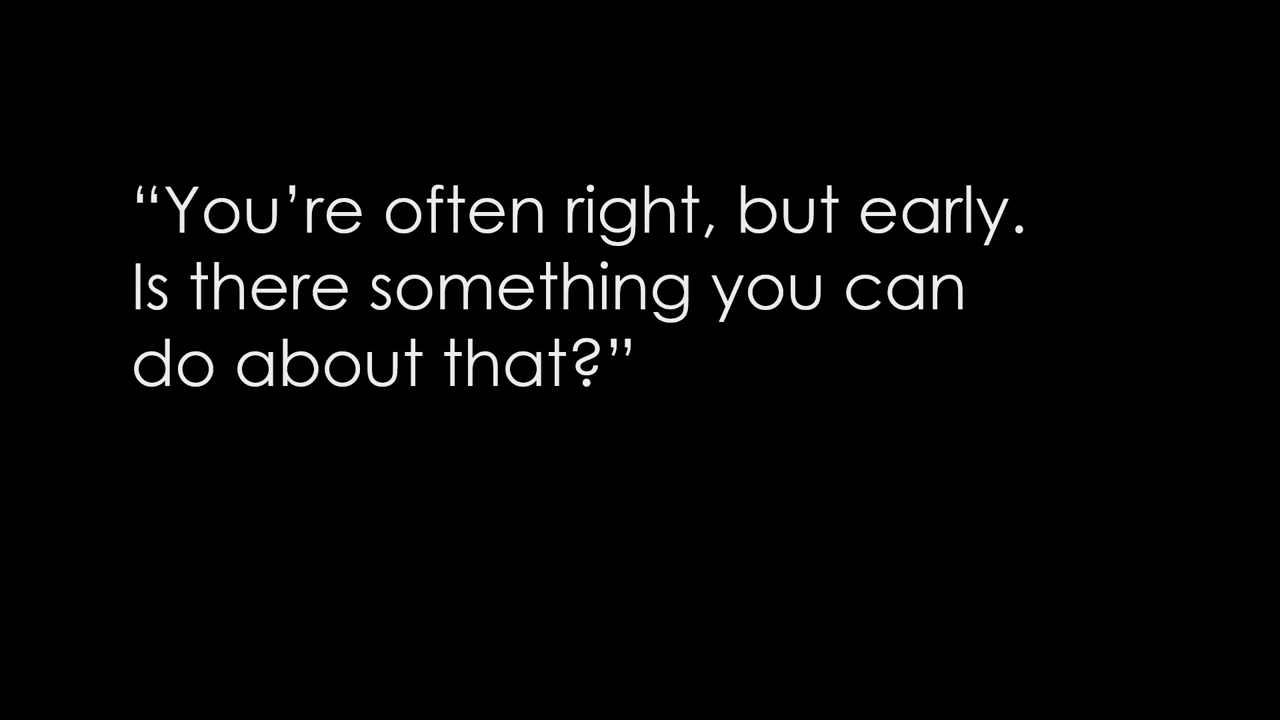 “You’re often right, but early.
Is there something you can
do about that?”